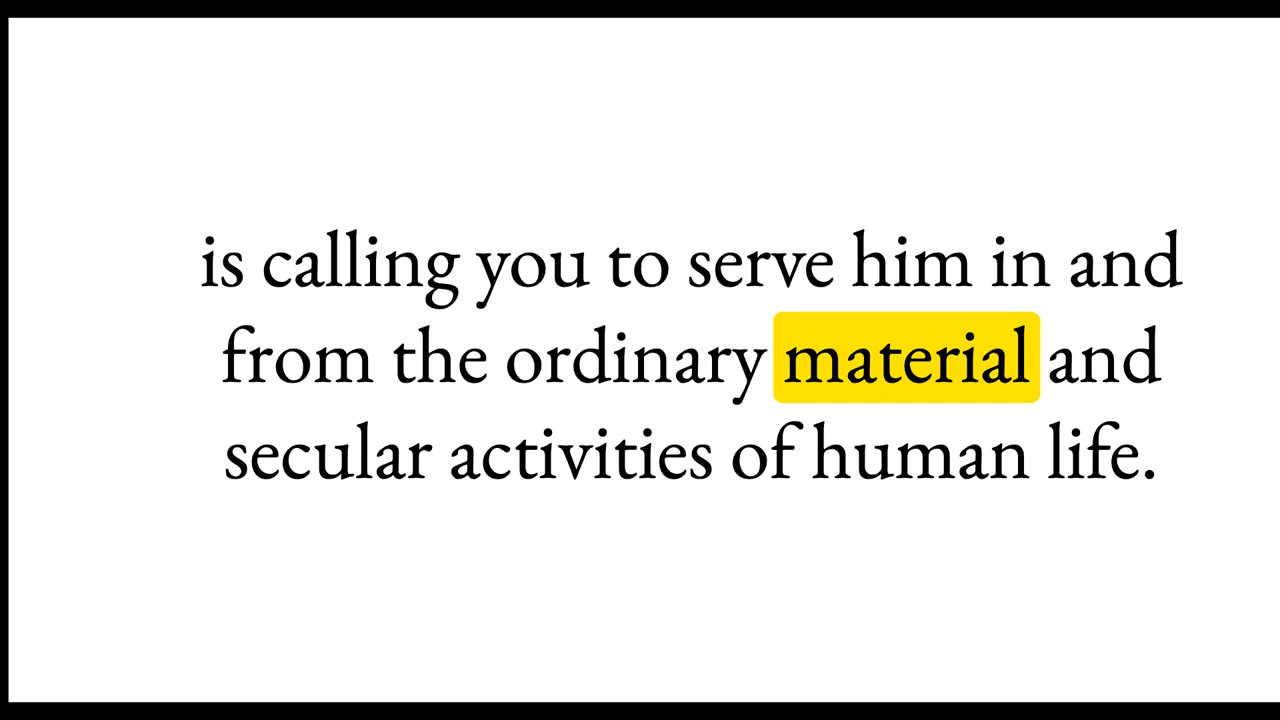 is calling you to serve him in and
from the ordinary material and
secular activities of human life.